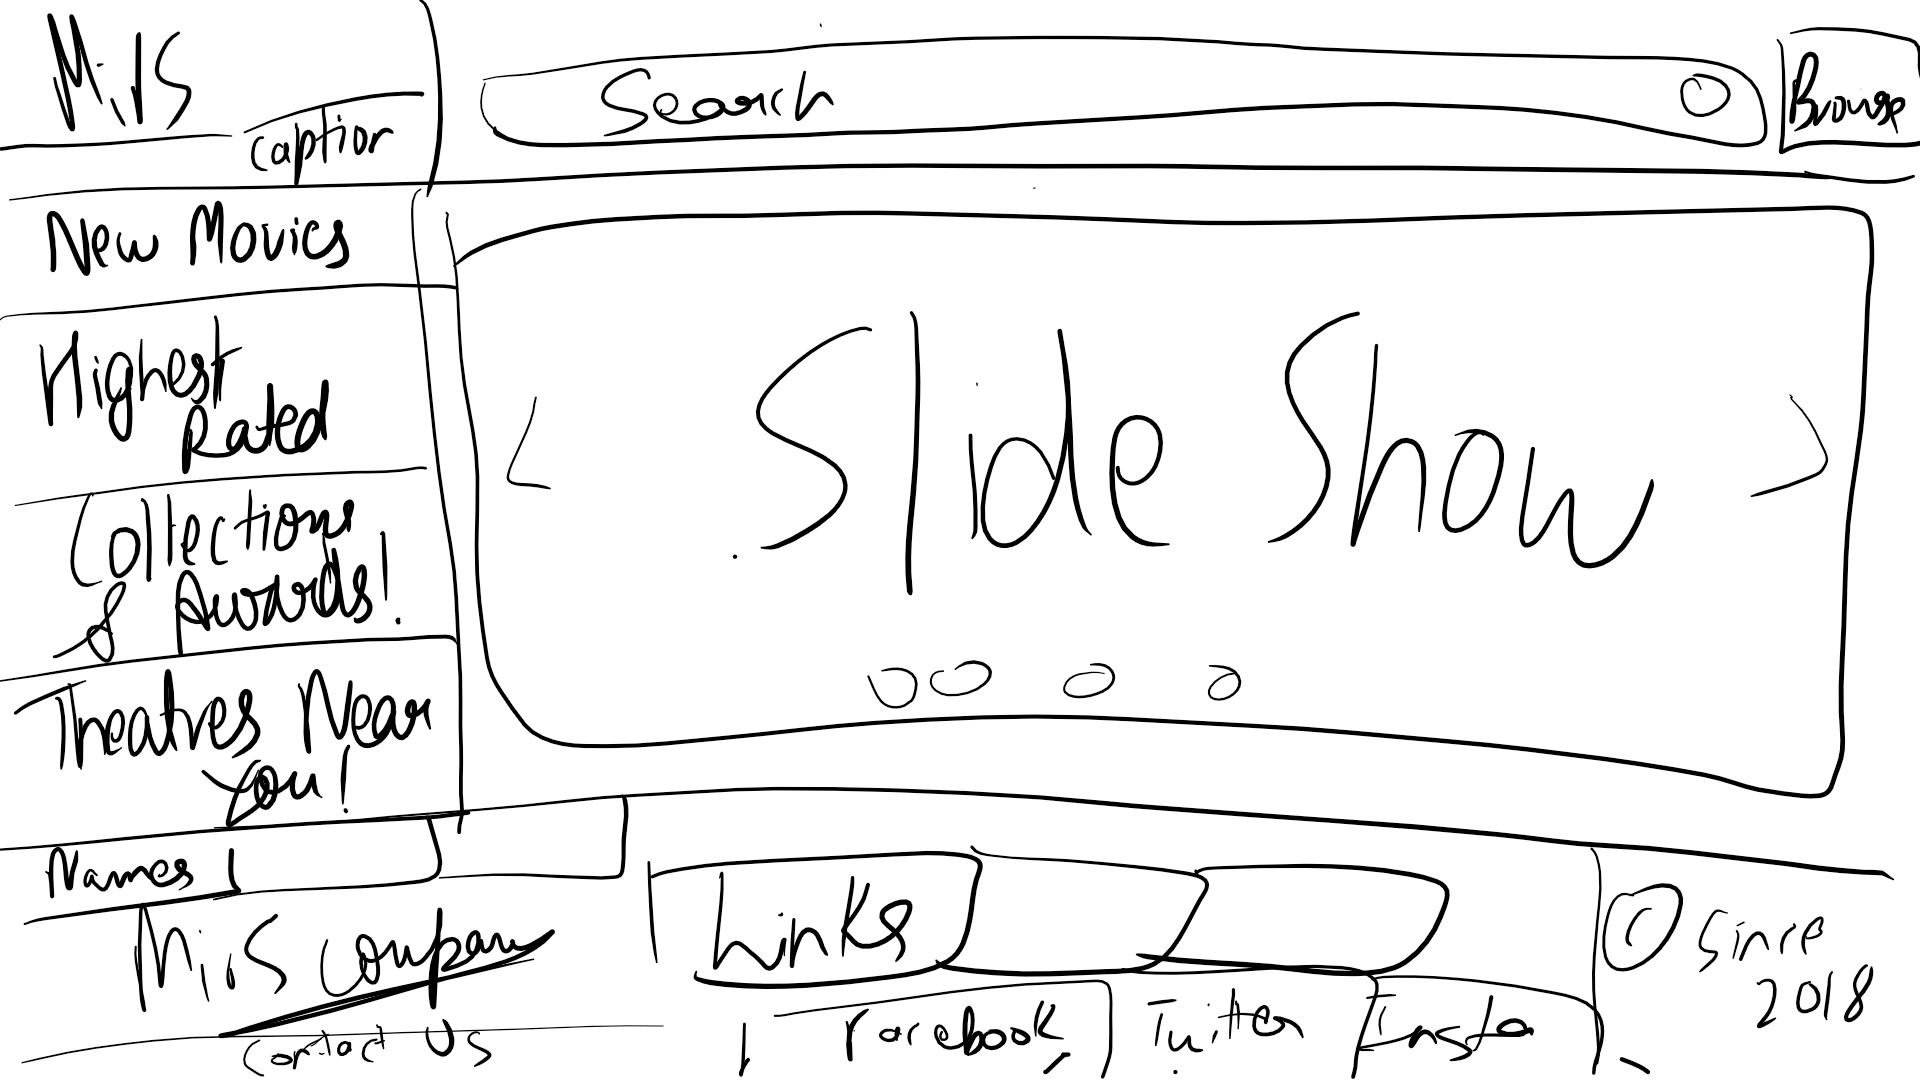 M.I.S
caption
Search
Browse
New Movies
Highest
Rated
Collections
& Awards!
Theatres Near
You!
< Slide Show >
Names
M.I.S Company
Contact Us
Links
Facebook
Twitter
Insta
© Since
2018